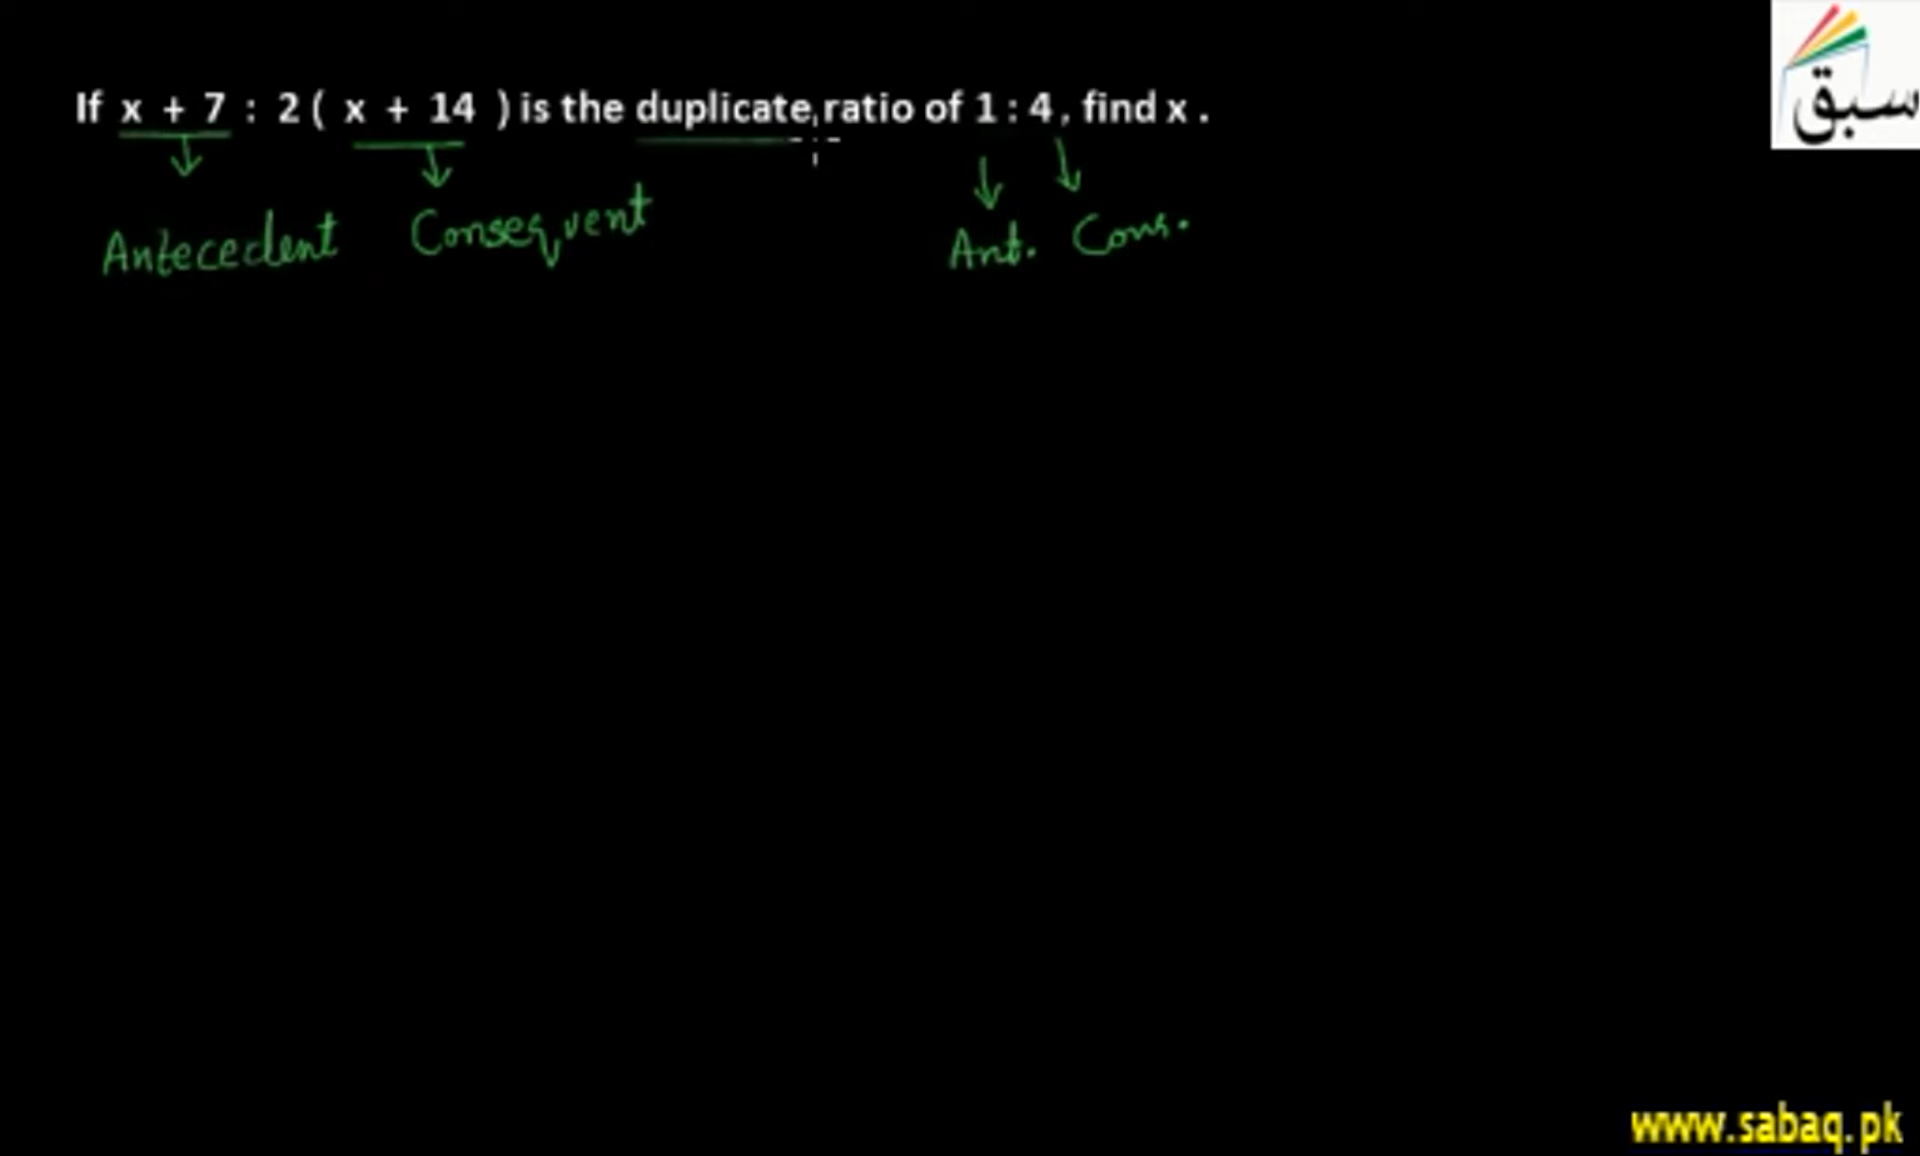 If x + 7 : 2 ( x + 14 ) is the duplicate ratio of 1 : 4 , find x .
Antecedent Consequent Ant. Cons.
سبق
www.sabaq.pk